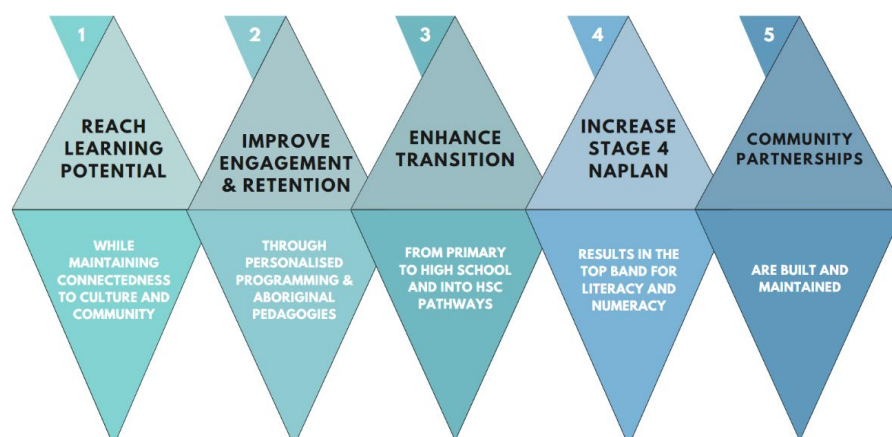 1
REACH
LEARNING
POTENTIAL
WHILE
MAINTAINING
CONNECTEDNESS
TO CULTURE AND
COMMUNITY
2
IMPROVE
ENGAGEMENT
& RETENTION
THROUGH
PERSONALISED
PROGRAMMING &
ABORIGINAL
PEDAGOGIES
3
ENHANCE
TRANSITION
FROM PRIMARY
TO HIGH SCHOOL
AND INTO HSC
PATHWAYS
4
INCREASE
STAGE 4
NAPLAN
RESULTS IN THE
TOP BAND FOR
LITERACY AND
NUMERACY
5
COMMUNITY
PARTNERSHIPS
ARE BUILT AND
MAINTAINED